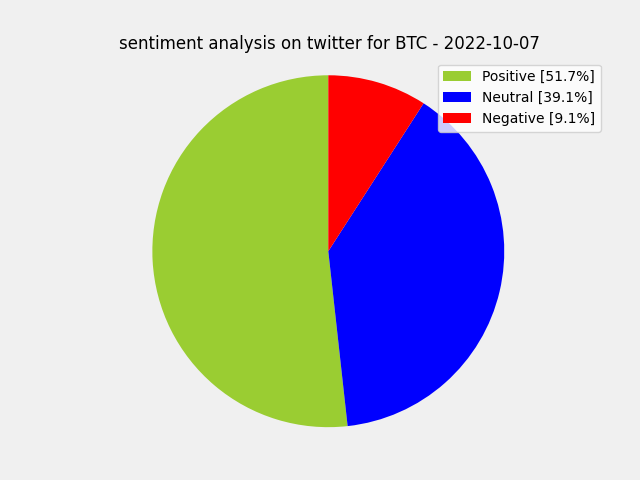 sentiment analysis on twitter for BTC - 2022-10-07
Positive [51.7%]
Neutral [39.1%]
Negative [9.1%]